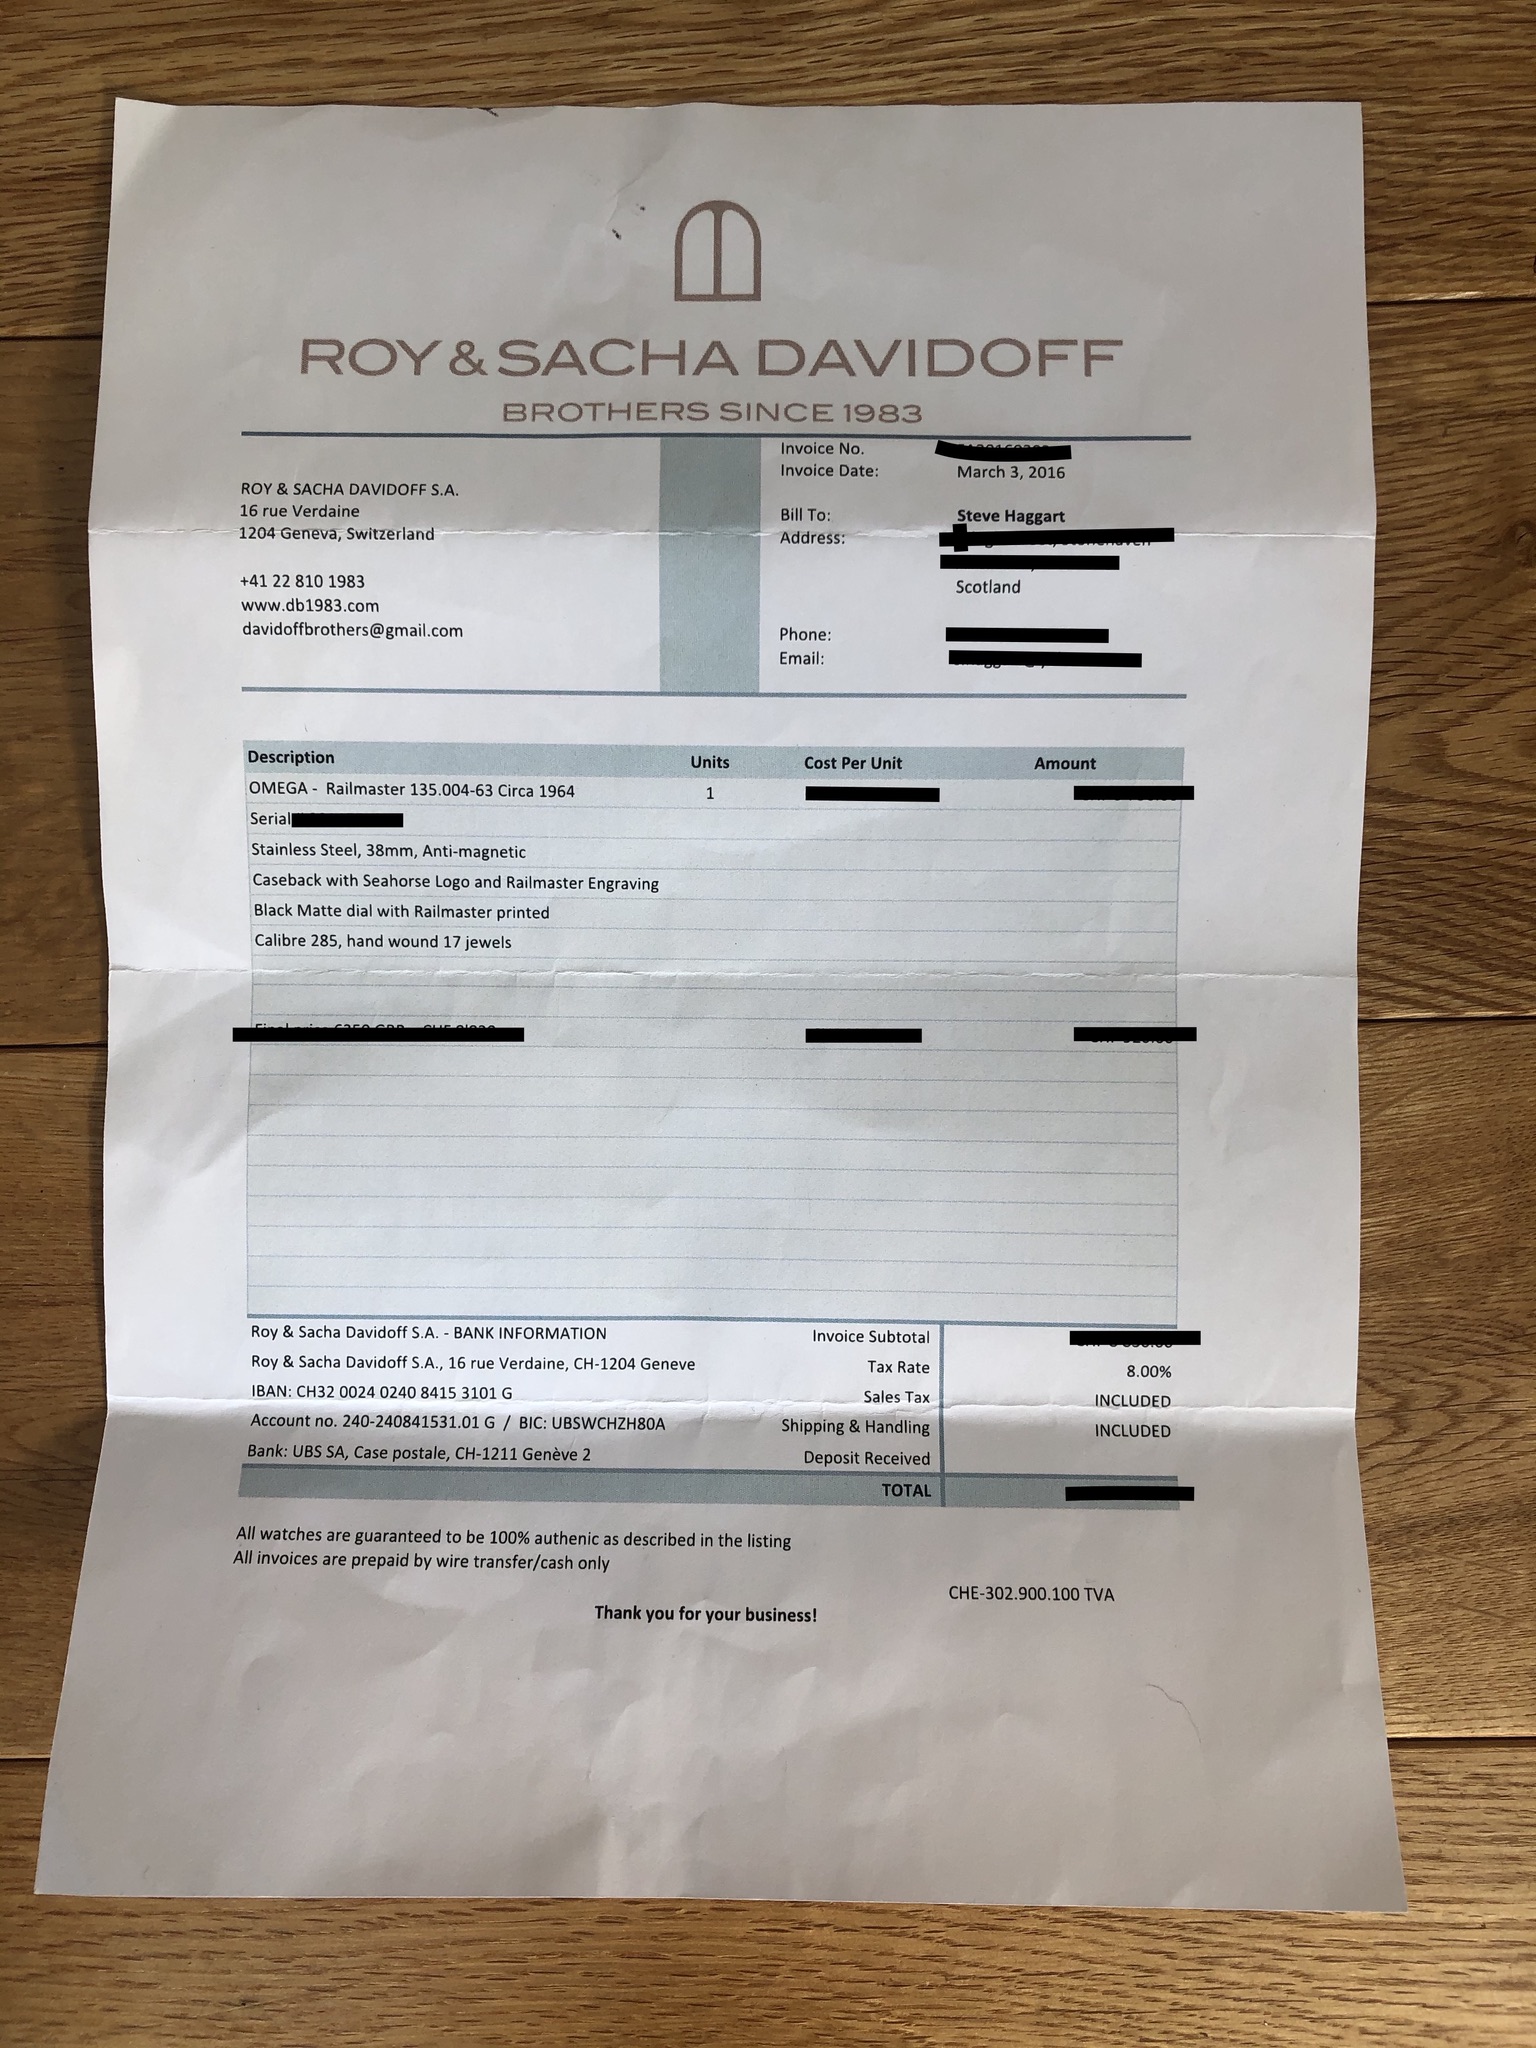 ROY & SACHA DAVIDOFF
BROTHERS SINCE 1983
ROY & SACHA DAVIDOFF S.A.
16 rue Verdaine
1204 Geneva, Switzerland
+41 22 810 1983
www.db1983.com
davidoffbrothers@gmail.com
Invoice No.
Invoice Date: March 3, 2016
Bill To: Steve Haggart
Address:
Scotland
Phone:
Email:
Description Units Cost Per Unit Amount
OMEGA - Railmaster 135.004-63 Circa 1964 1
Serial
Stainless Steel, 38mm, Anti-magnetic
Caseback with Seahorse Logo and Railmaster Engraving
Black Matte dial with Railmaster printed
Calibre 285, hand wound 17 jewels
Roy & Sacha Davidoff S.A. - BANK INFORMATION
Roy & Sacha Davidoff S.A., 16 rue Verdaine, CH-1204 Geneve
IBAN: CH32 0024 0240 8415 3101 G
Account no. 240-240841531.01 G / BIC: UBSWCHZH80A
Bank: UBS SA, Case postale, CH-1211 Genève 2
Invoice Subtotal
Tax Rate 8.00%
Sales Tax INCLUDED
Shipping & Handling INCLUDED
Deposit Received
TOTAL
All watches are guaranteed to be 100% authenic as described in the listing
All invoices are prepaid by wire transfer/cash only
CHE-302.900.100 TVA
Thank you for your business!